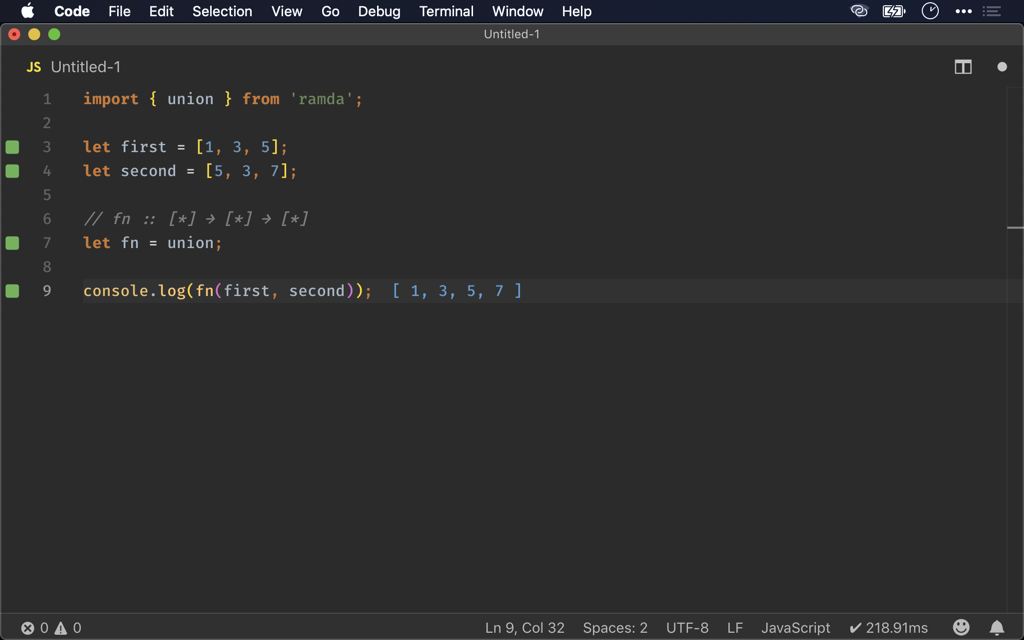 Code File Edit Selection View Go Debug Terminal Window Help
Untitled-1
JS Untitled-1
1 import { union } from 'ramda';
2
3 let first = [1, 3, 5];
4 let second = [5, 3, 7];
5
6 // fn :: [*] → [*] → [*]
7 let fn = union;
8
9 console.log(fn(first, second)); [ 1, 3, 5, 7 ]
0 0 Ln 9, Col 32 Spaces: 2 UTF-8 LF JavaScript ✔ 218.91ms